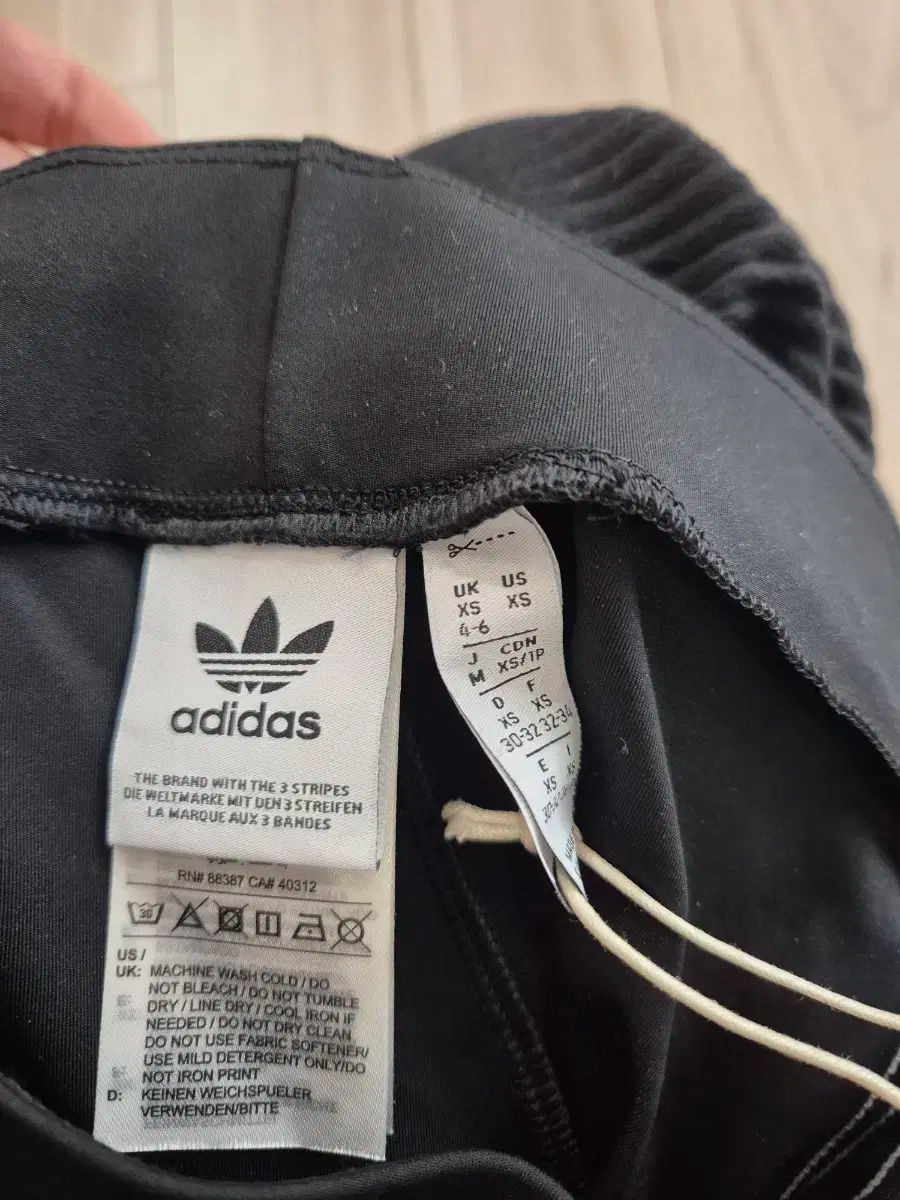 adidas
THE BRAND WITH THE 3 STRIPES
DIE WELTMARKE MIT DEN 3 STREIFEN
LA MARQUE AUX 3 BANDES
RN# 88387 CA# 40312
30
US /
UK: MACHINE WASH COLD / DO
NOT BLEACH / DO NOT TUMBLE
DRY / LINE DRY / COOL IRON IF
NEEDED / DO NOT DRY CLEAN
DO NOT USE FABRIC SOFTENER/
USE MILD DETERGENT ONLY/DO
NOT IRON PRINT
D: KEINEN WEICHSPUELER
VERWENDEN/BITTE
UK US
XS XS
4-6
J CDN
M XS/TP
D F
XS XS
30-32 32-34
E I
XS XS
MADE